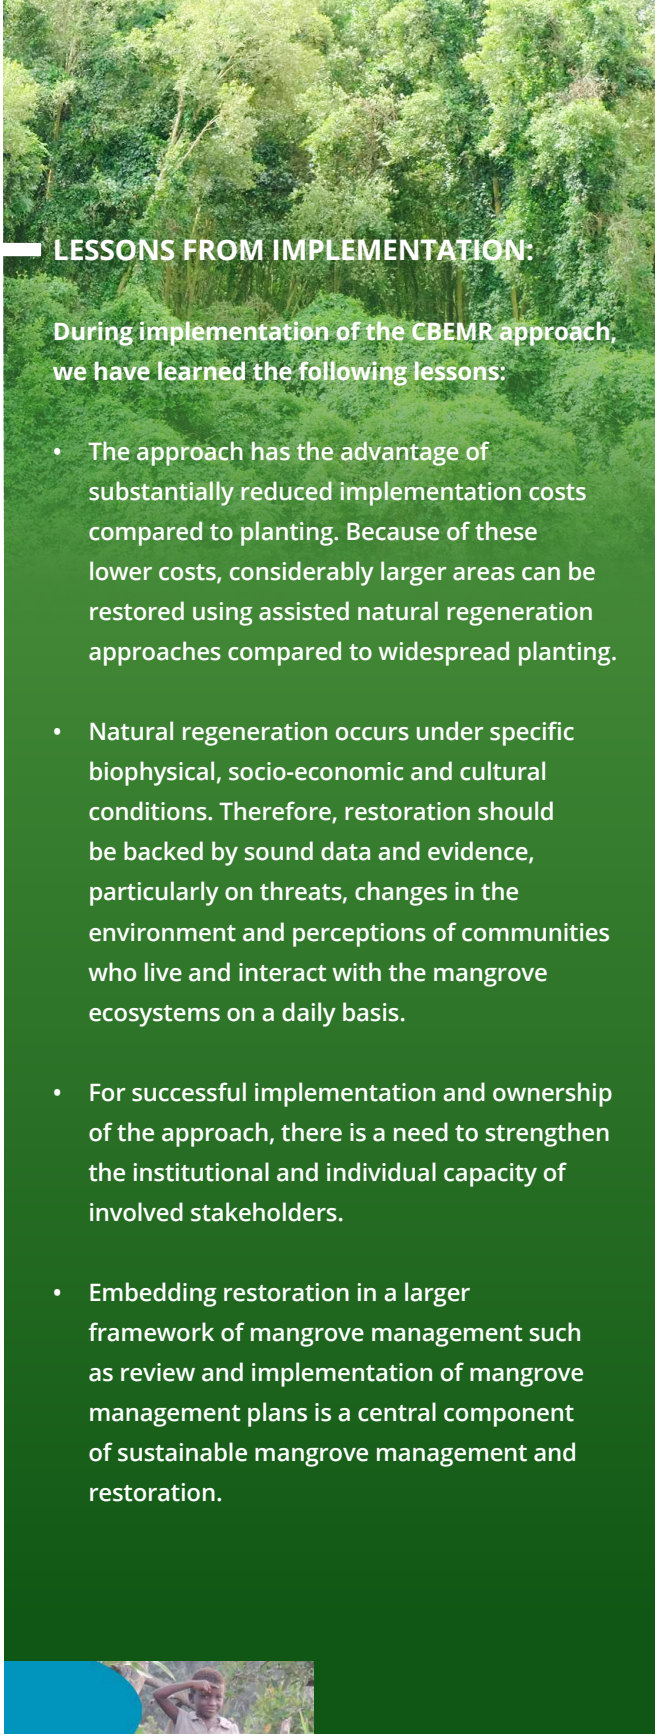 LESSONS FROM IMPLEMENTATION:
During implementation of the CBEMR approach,
we have learned the following lessons:
• The approach has the advantage of
substantially reduced implementation costs
compared to planting. Because of these
lower costs, considerably larger areas can be
restored using assisted natural regeneration
approaches compared to widespread planting.
• Natural regeneration occurs under specific
biophysical, socio-economic and cultural
conditions. Therefore, restoration should
be backed by sound data and evidence,
particularly on threats, changes in the
environment and perceptions of communities
who live and interact with the mangrove
ecosystems on a daily basis.
• For successful implementation and ownership
of the approach, there is a need to strengthen
the institutional and individual capacity of
involved stakeholders.
• Embedding restoration in a larger
framework of mangrove management such
as review and implementation of mangrove
management plans is a central component
of sustainable mangrove management and
restoration.